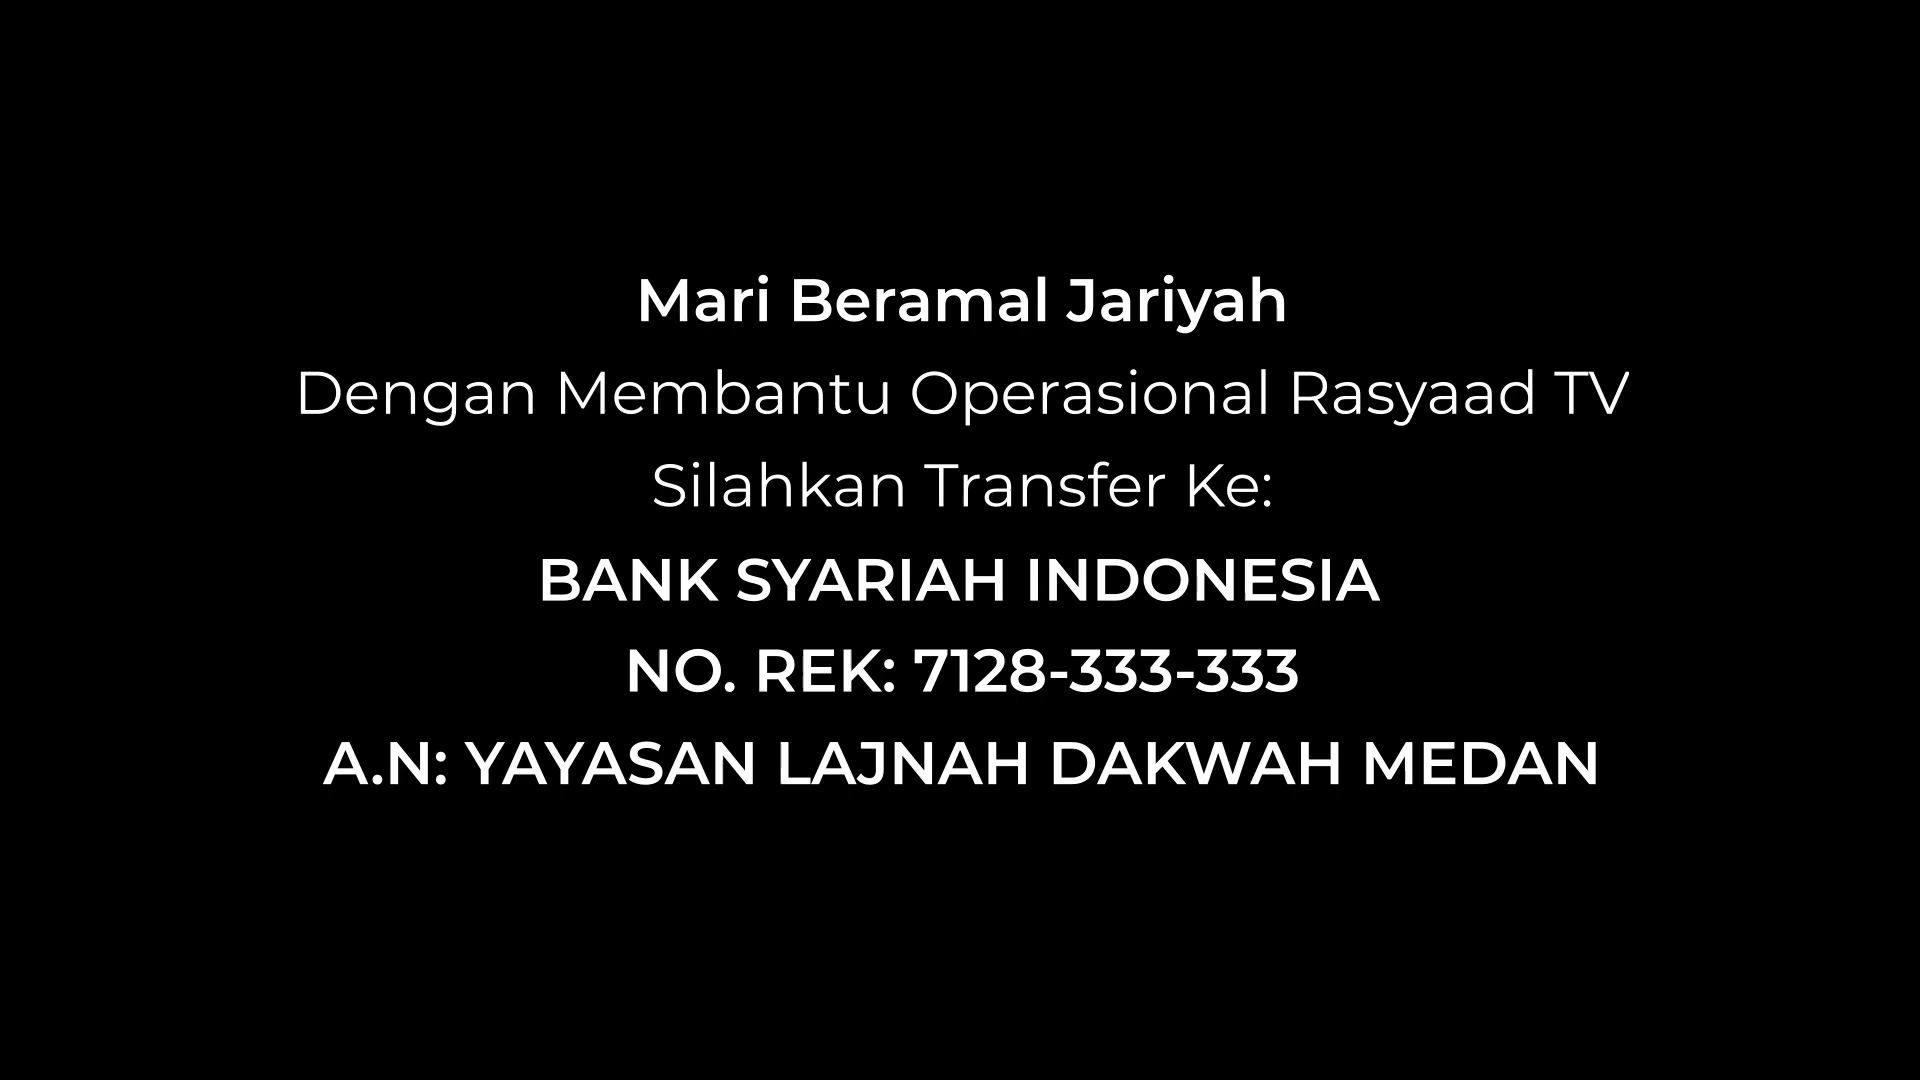 Mari Beramal Jariyah
Dengan Membantu Operasional Rasyaad TV
Silahkan Transfer Ke:
BANK SYARIAH INDONESIA
NO. REK: 7128-333-333
A.N: YAYASAN LAJNAH DAKWAH MEDAN